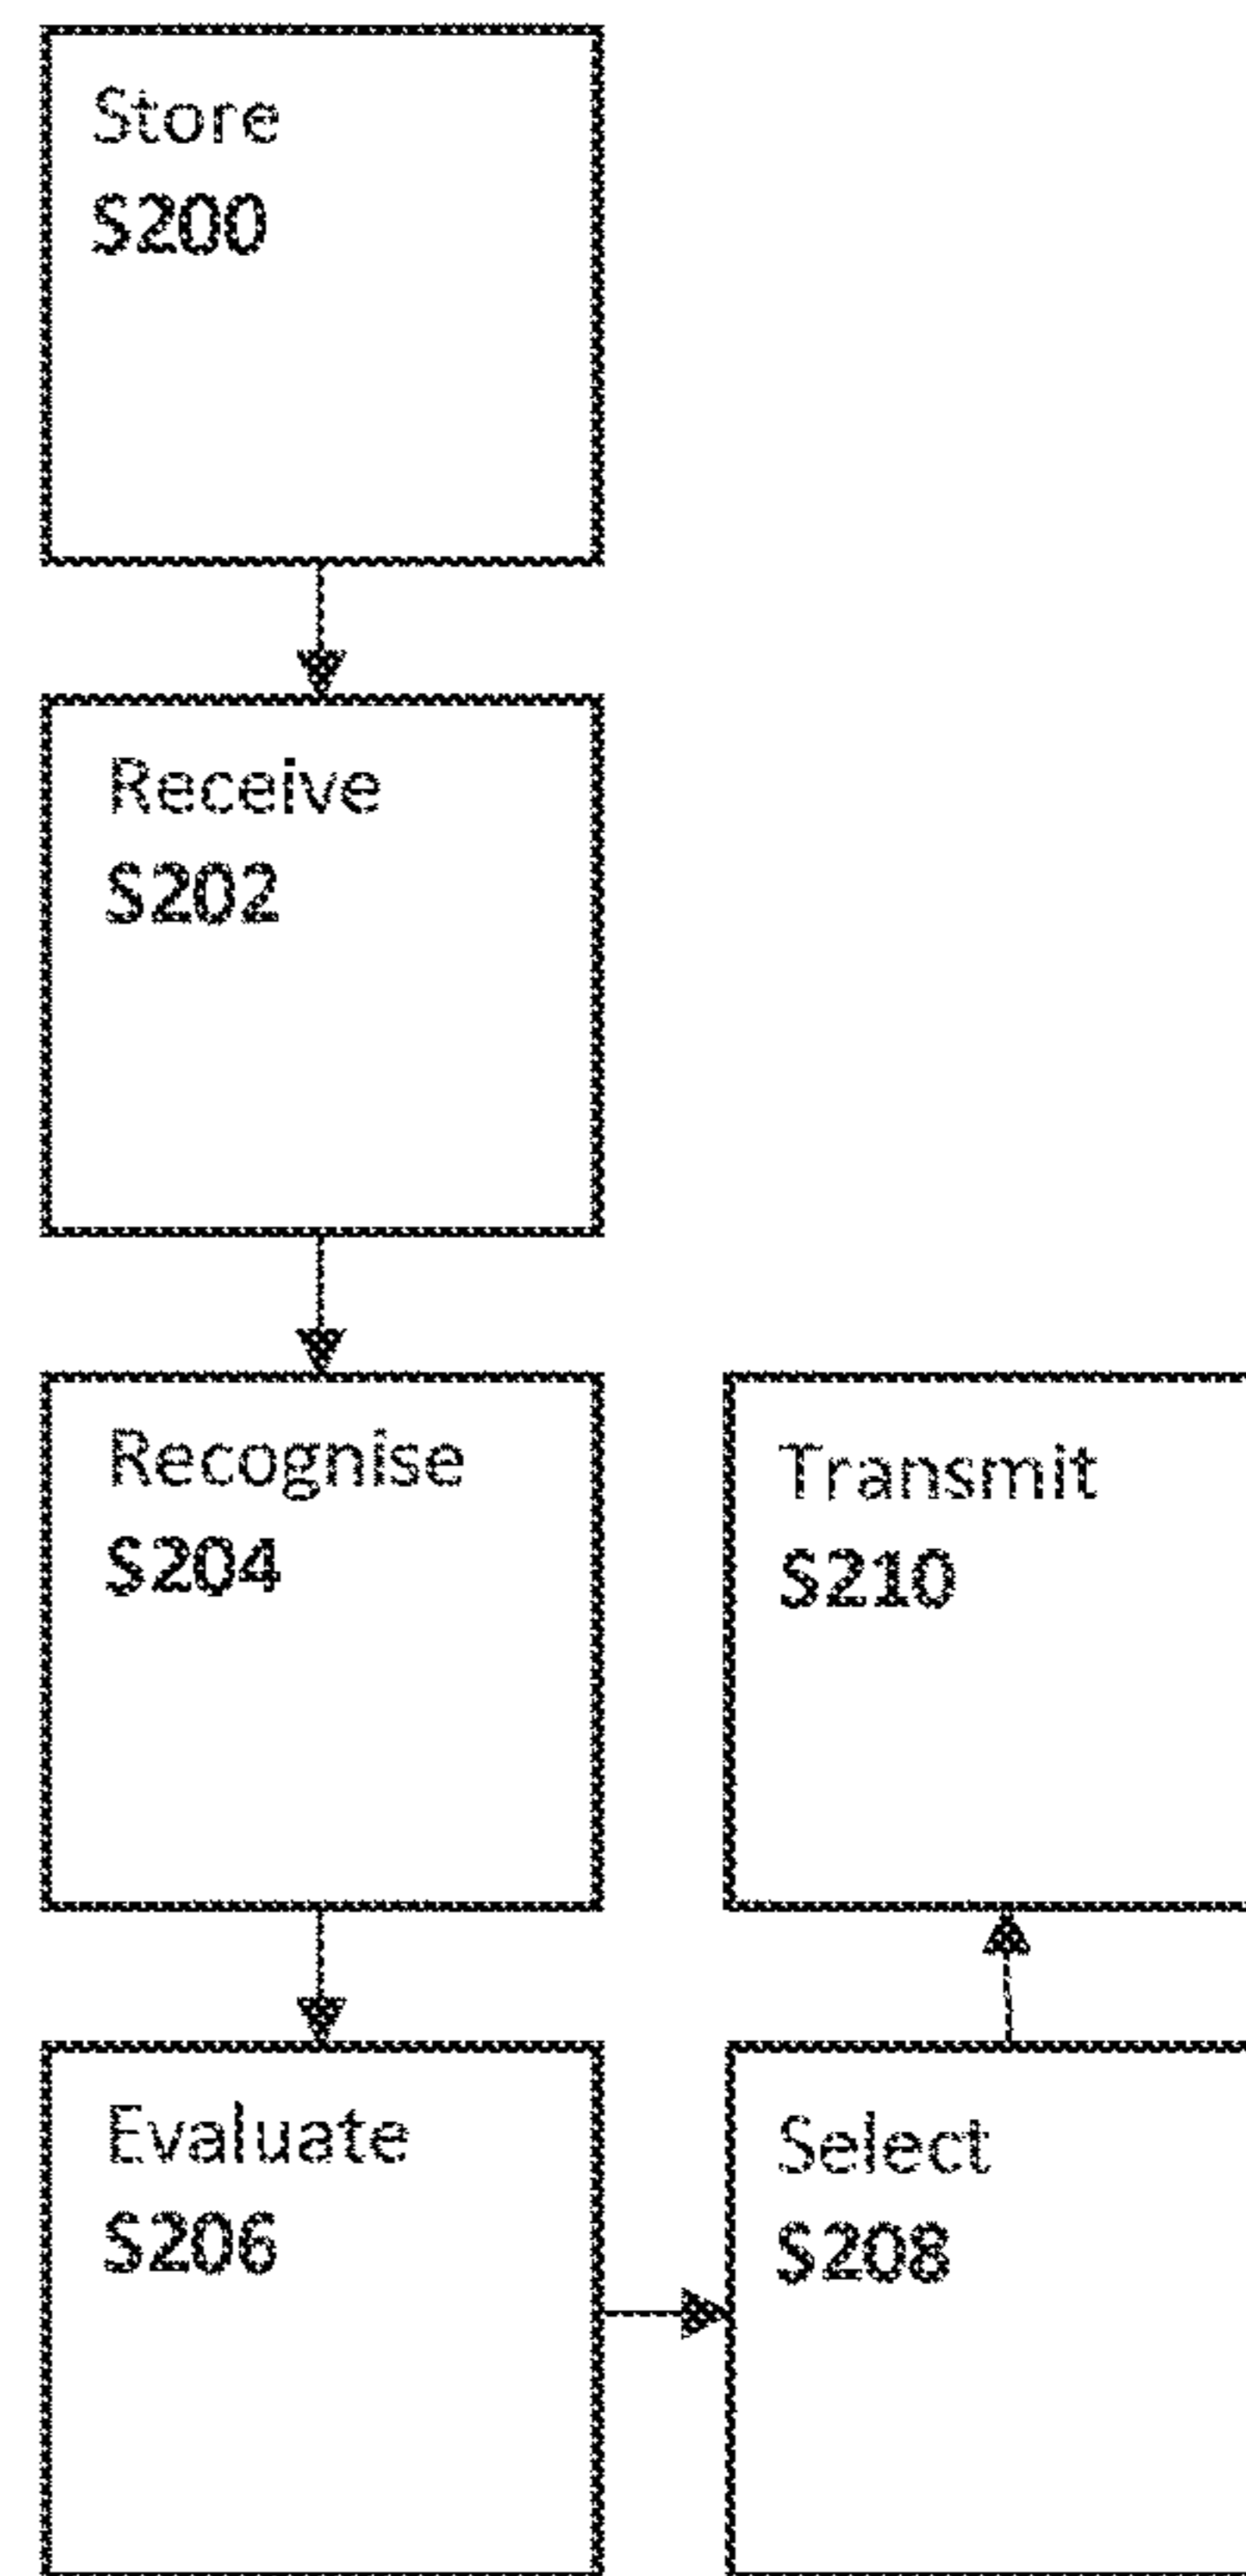 Store
S200
Receive
S202
Recognise
S204
Evaluate
S206
Select
S208
Transmit
S210